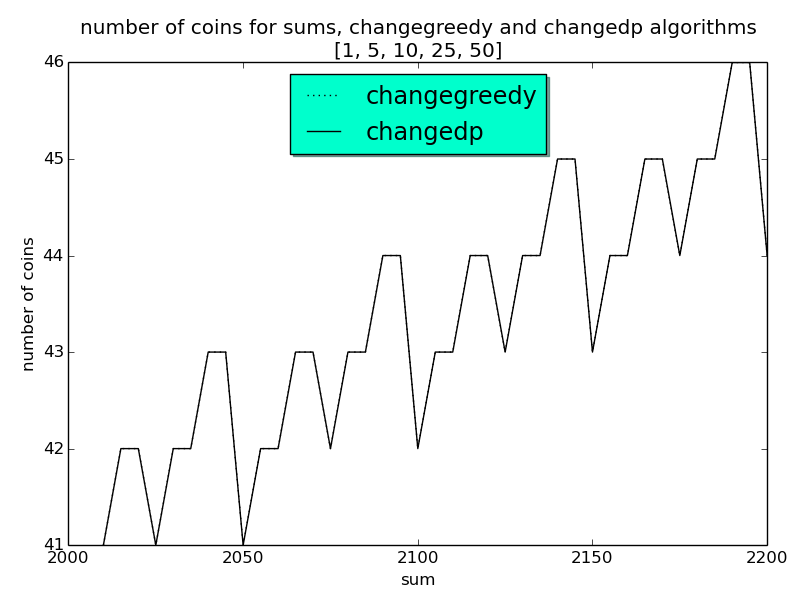 number of coins for sums, changegreedy and changedp algorithms
[1, 5, 10, 25, 50]
changegreedy
changedp
46
45
44
43
42
41
number of coins
2000
2050
2100
2150
2200
sum